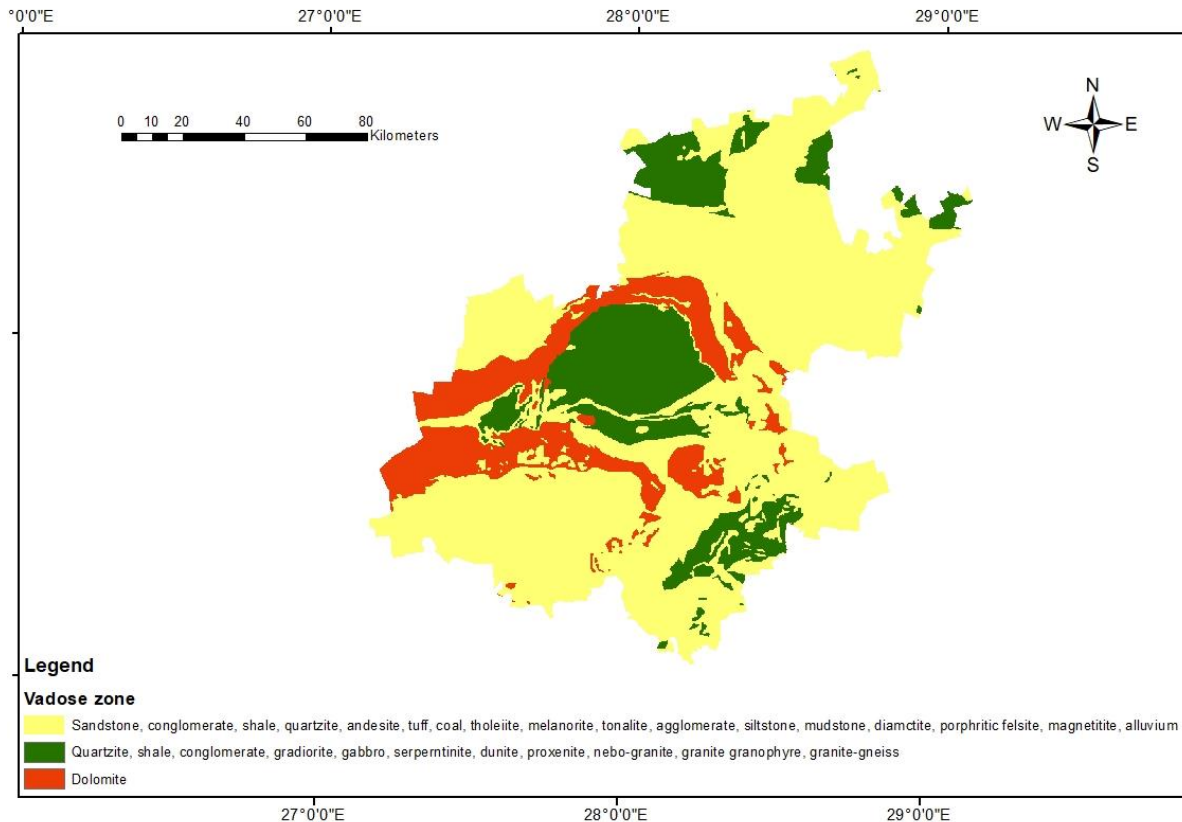 °0'0"E 27°0'0"E 28°0'0"E 29°0'0"E
N
W E
S
0 10 20 40 60 80
Kilometers
Legend
Vadose zone
Sandstone, conglomerate, shale, quartzite, andesite, tuff, coal, tholeiite, melanorite, tonalite, agglomerate, siltstone, mudstone, diamctite, porphritic felsite, magnetitite, alluvium
Quartzite, shale, conglomerate, gradiorite, gabbro, serperntinite, dunite, proxenite, nebo-granite, granite granophyre, granite-gneiss
Dolomite
27°0'0"E 28°0'0"E 29°0'0"E